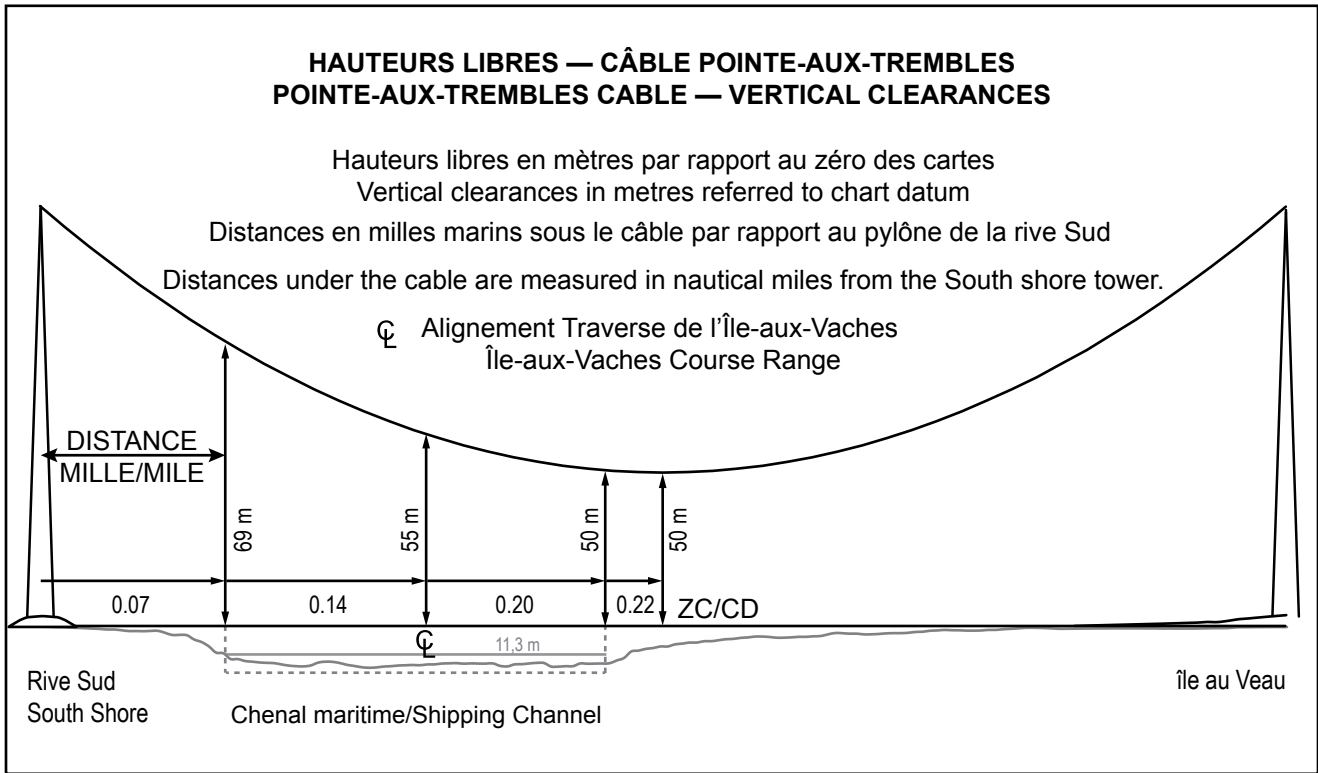 HAUTEURS LIBRES — CÂBLE POINTE-AUX-TREMBLES
POINTE-AUX-TREMBLES CABLE — VERTICAL CLEARANCES
Hauteurs libres en mètres par rapport au zéro des cartes
Vertical clearances in metres referred to chart datum
Distances en milles marins sous le câble par rapport au pylône de la rive Sud
Distances under the cable are measured in nautical miles from the South shore tower.
℄ Alignement Traverse de l’Île-aux-Vaches
Île-aux-Vaches Course Range
DISTANCE
MILLE/MILE
69 m
55 m
50 m
50 m
0.07
0.14
0.20
0.22
ZC/CD
℄
11,3 m
Rive Sud
South Shore
Chenal maritime/Shipping Channel
île au Veau